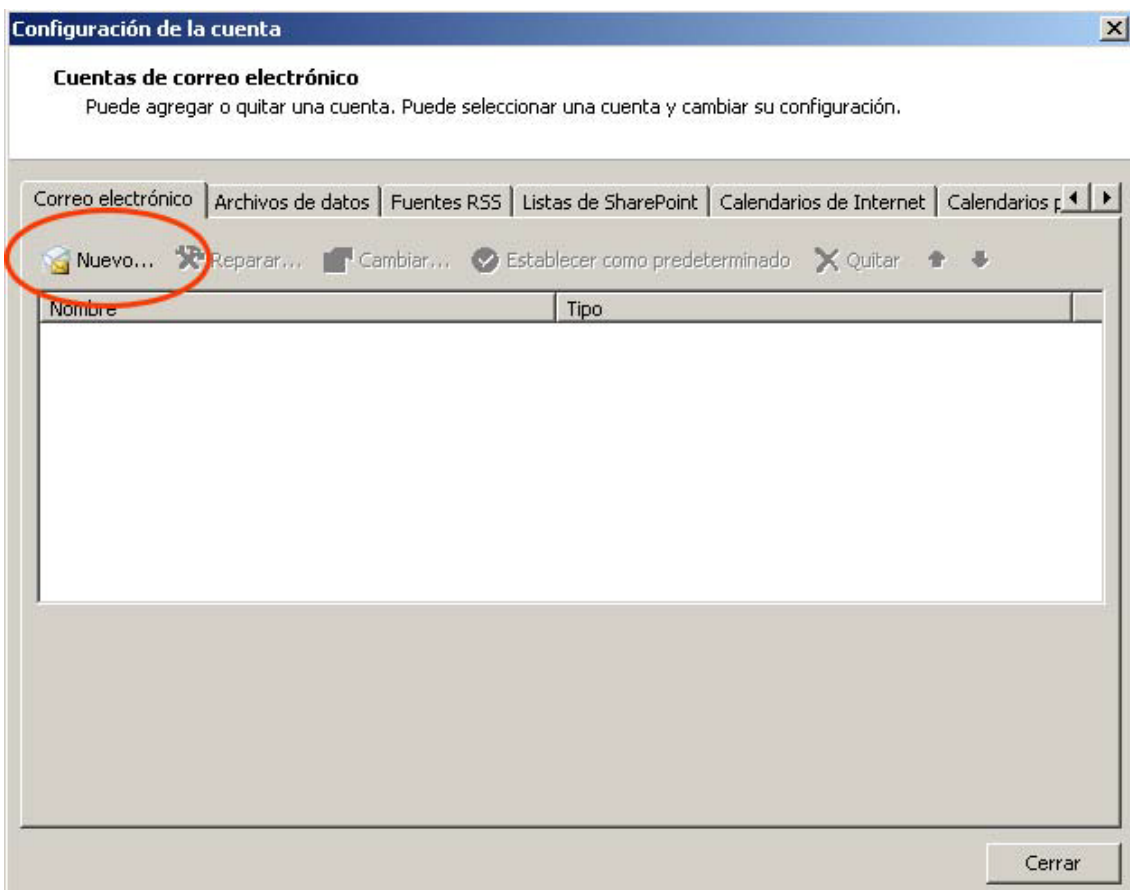 Configuración de la cuenta
Cuentas de correo electrónico
Puede agregar o quitar una cuenta. Puede seleccionar una cuenta y cambiar su configuración.
Correo electrónico Archivos de datos Fuentes RSS Listas de SharePoint Calendarios de Internet Calendarios p
Nuevo... Reparar... Cambiar... Establecer como predeterminado Quitar
Nombre Tipo
Cerrar